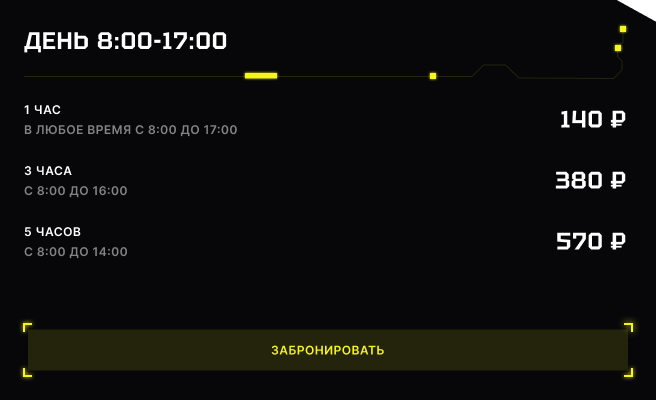 ДЕНЬ 8:00-17:00
1 ЧАС
В ЛЮБОЕ ВРЕМЯ С 8:00 ДО 17:00
140 ₽
3 ЧАСА
С 8:00 ДО 16:00
380 ₽
5 ЧАСОВ
С 8:00 ДО 14:00
570 ₽
ЗАБРОНИРОВАТЬ